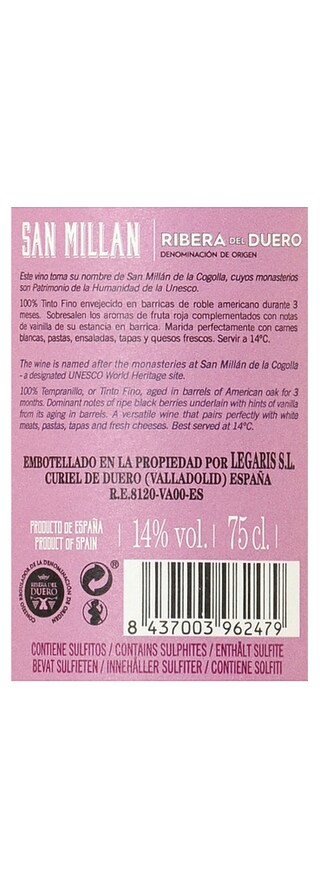 SAN MILLAN
RIBERA DEL DUERO
DENOMINACIÓN DE ORIGEN
Este vino toma su nombre de San Millán de la Cogolla, cuyos monasterios
son Patrimonio de la Humanidad de la Unesco.
100% Tinto Fino envejecido en barricas de roble americano durante 3
meses. Sobresalen los aromas de fruta roja complementados con notas
de vainilla de su estancia en barrica. Marida perfectamente con carnes
blancas, pastas, ensaladas, tapas y quesos frescos. Servir a 14ºC.
The wine is named after the monasteries at San Millán de la Cogolla
- a designated UNESCO World Heritage site.
100% Tempranillo, or Tinto Fino, aged in barrels of American oak for 3
months. Dominant notes of ripe black berries underlain with hints of vanilla
from its aging in barrels. A versatile wine that pairs perfectly with white
meats, pastas, tapas and fresh cheeses. Best served at 14ºC.
EMBOTELLADO EN LA PROPIEDAD POR LEGARIS S.L.
CURIEL DE DUERO (VALLADOLID) ESPAÑA
R.E.8120-VA00-ES
PRODUCTO DE ESPAÑA
PRODUCT OF SPAIN
14% vol.
75 cl.
CONSEJO REGULADOR DE LA DENOMINACIÓN DE ORIGEN
RIBERA DEL
DUERO
8 437003 962479
CONTIENE SULFITOS / CONTAINS SULPHITES / ENTHÄLT SULFITE
BEVAT SULFIETEN / INNEHÅLLER SULFITER / CONTIENE SOLFITI